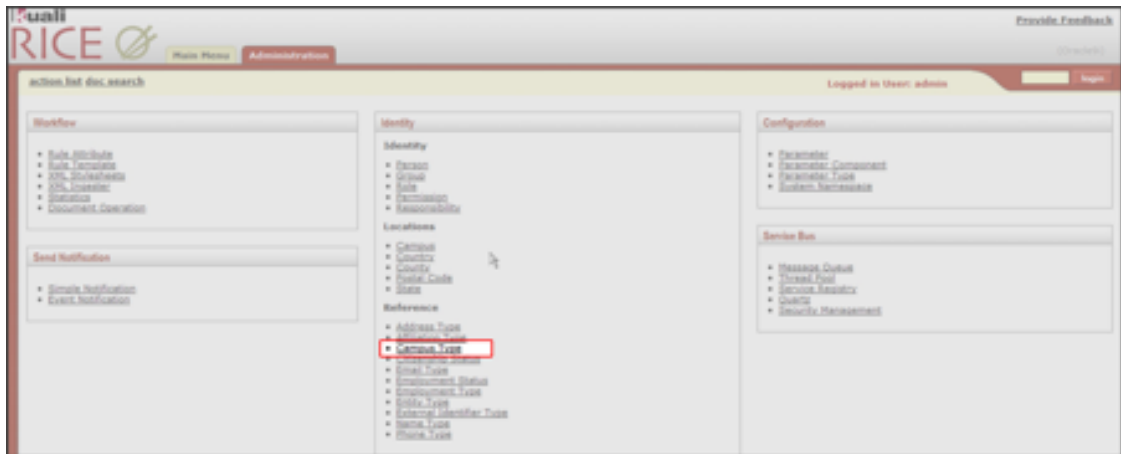 Kuali
RICE
Provide Feedback
Main Menu
Administration
action list doc search
Logged in User: admin
login
Workflow
Rule Attribute
Rule Template
XML Stylesheets
XML Ingester
Statistics
Document Operation
Send Notification
Simple Notification
Event Notification
Identity
Identity
Person
Group
Role
Permission
Responsibility
Locations
Campus
Country
County
Postal Code
State
Reference
Address Type
Affiliation Type
Campus Type
Citizenship Status
Email Type
Employment Status
Employment Type
Entity Type
External Identifier Type
Name Type
Phone Type
Configuration
Parameter
Parameter Component
Parameter Type
System Namespace
Service Bus
Message Queue
Thread Pool
Service Registry
Quartz
Security Management